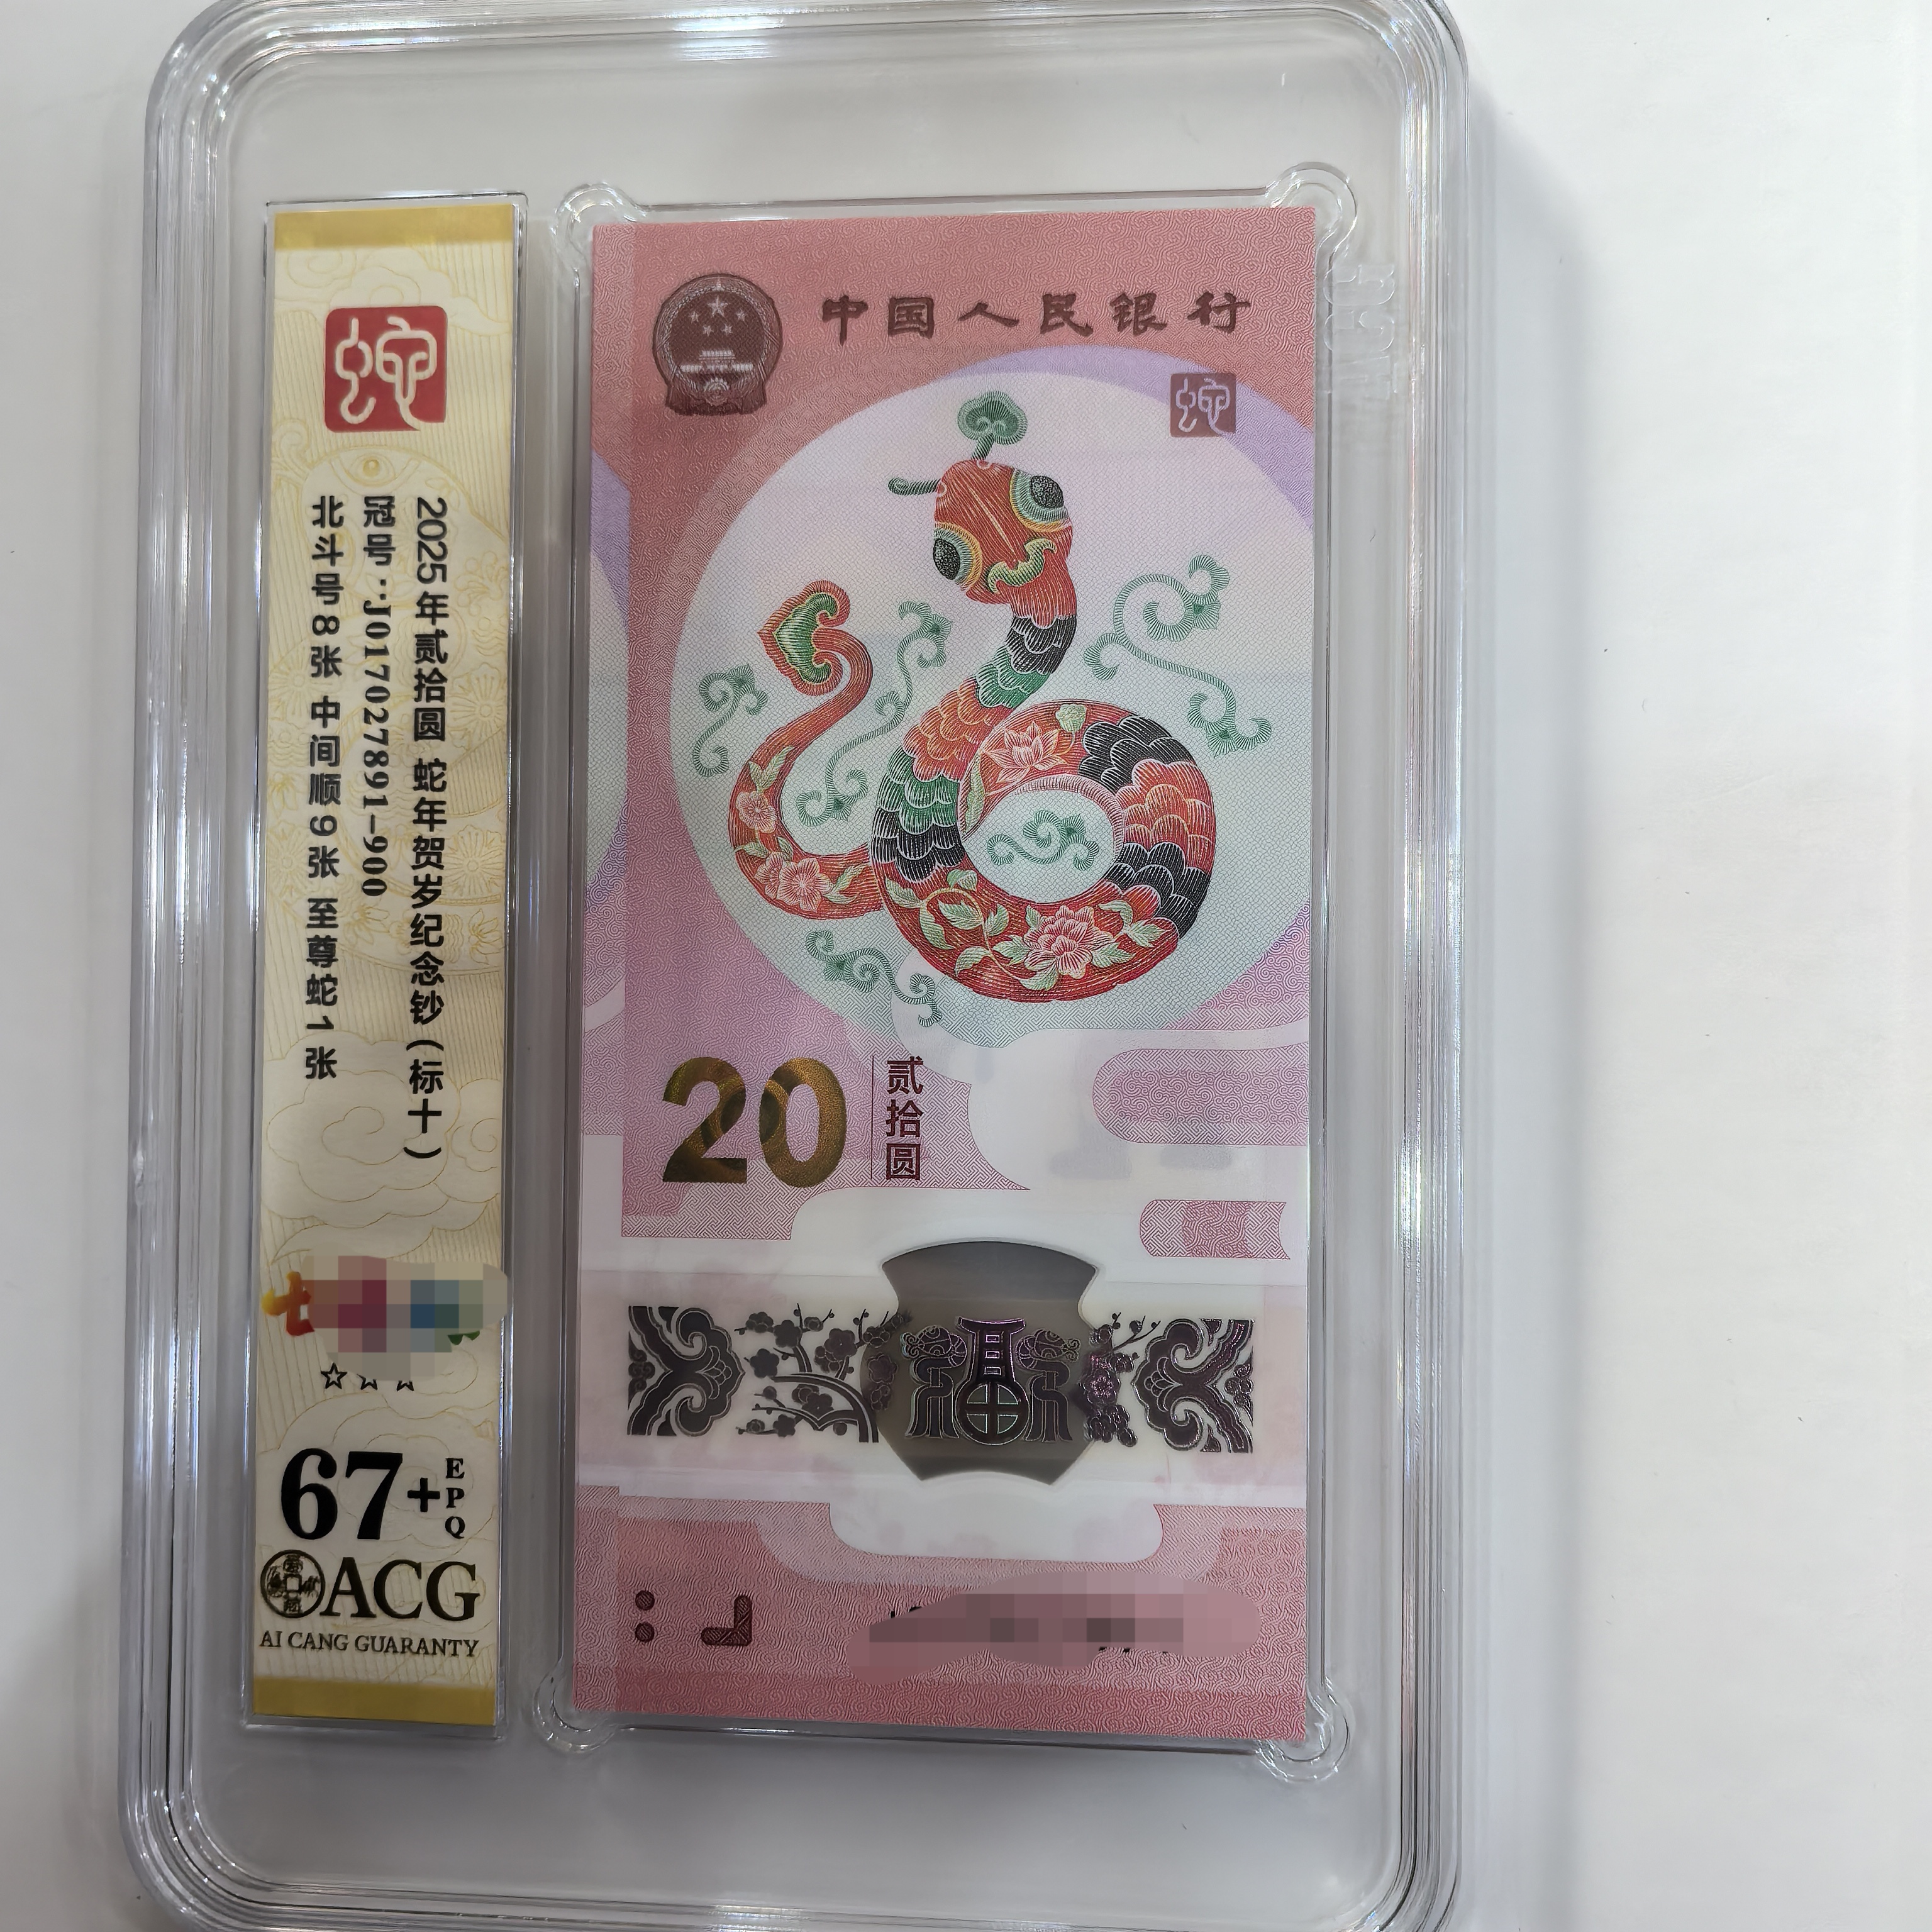 蛇
2025年贰拾圆 蛇年贺岁纪念钞(标十)
冠号:J017027891-900
北斗号8张 中间顺9张 至尊蛇1张
七
☆☆☆
67+EPQ
ACG
AI CANG GUARANTY
中国人民银行
蛇
20 贰拾圆
福